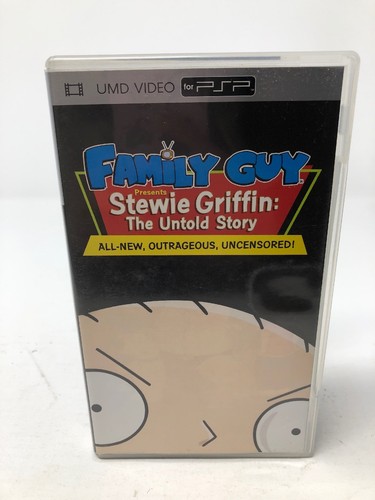 UMD VIDEO for PSP
FAMILY GUY
Presents
Stewie Griffin:
The Untold Story
ALL-NEW, OUTRAGEOUS, UNCENSORED!